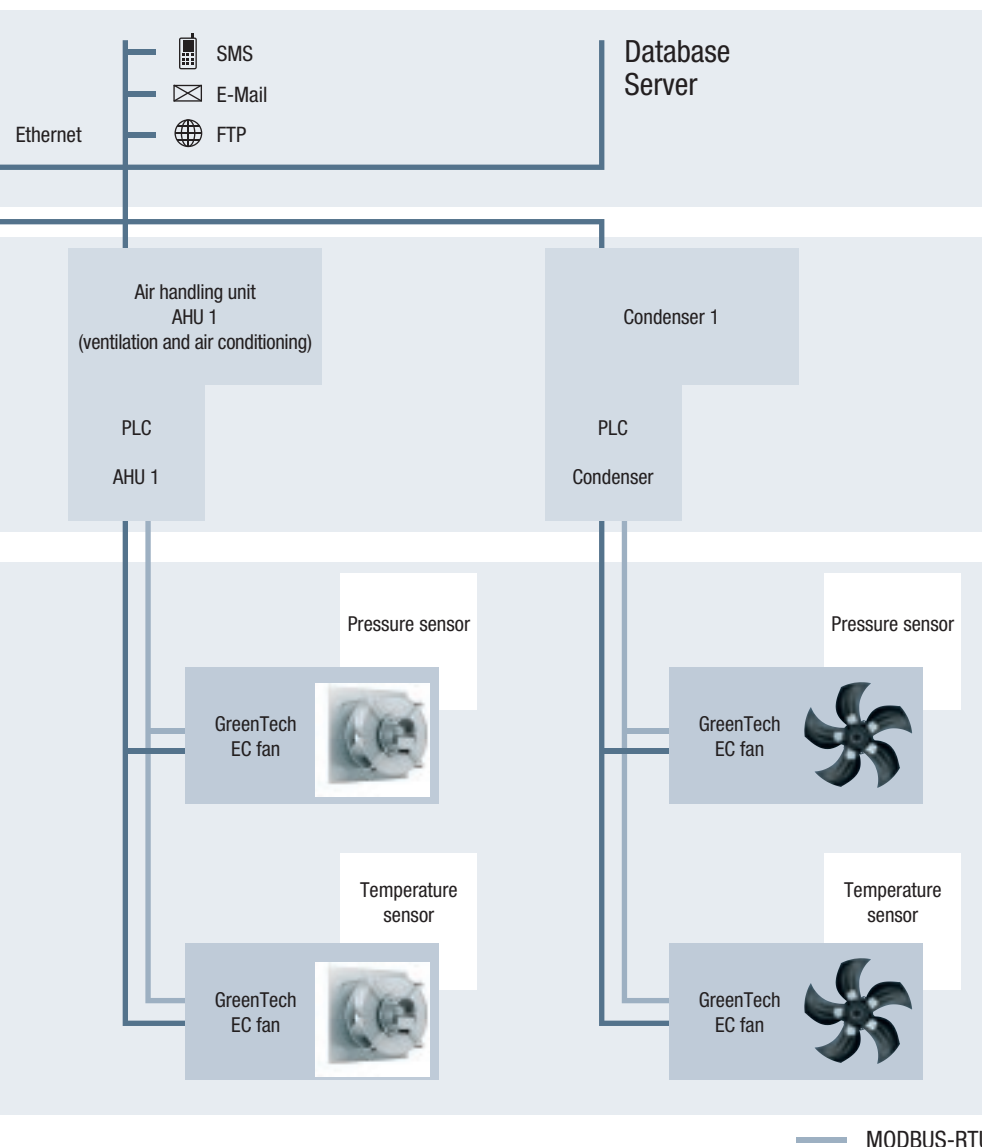 SMS
E-Mail
Ethernet
FTP
Database
Server
Air handling unit
AHU 1
(ventilation and air conditioning)
PLC
AHU 1
Condenser 1
PLC
Condenser
Pressure sensor
GreenTech
EC fan
Pressure sensor
GreenTech
EC fan
Temperature
sensor
GreenTech
EC fan
Temperature
sensor
GreenTech
EC fan
MODBUS-RTU